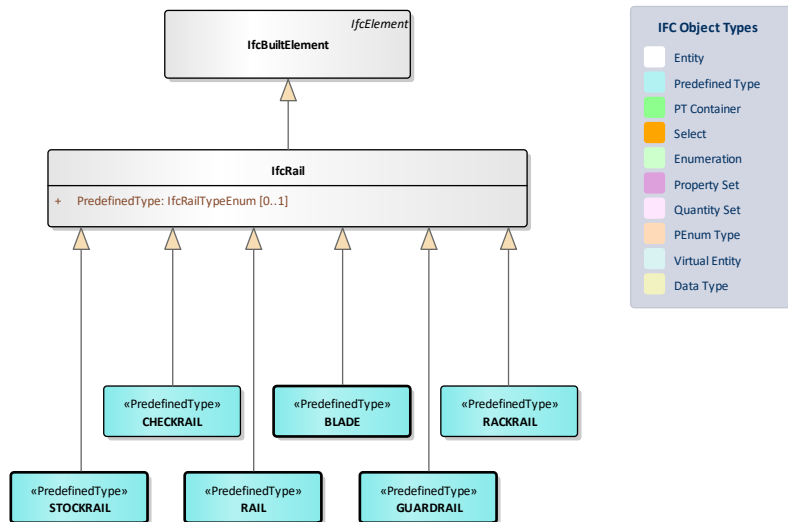 IfcElement
IfcBuiltElement
IfcRail
+ PredefinedType: IfcRailTypeEnum [0..1]
«PredefinedType»
CHECKRAIL
«PredefinedType»
BLADE
«PredefinedType»
RACKRAIL
«PredefinedType»
STOCKRAIL
«PredefinedType»
RAIL
«PredefinedType»
GUARDRAIL
IFC Object Types
Entity
Predefined Type
PT Container
Select
Enumeration
Property Set
Quantity Set
PEnum Type
Virtual Entity
Data Type